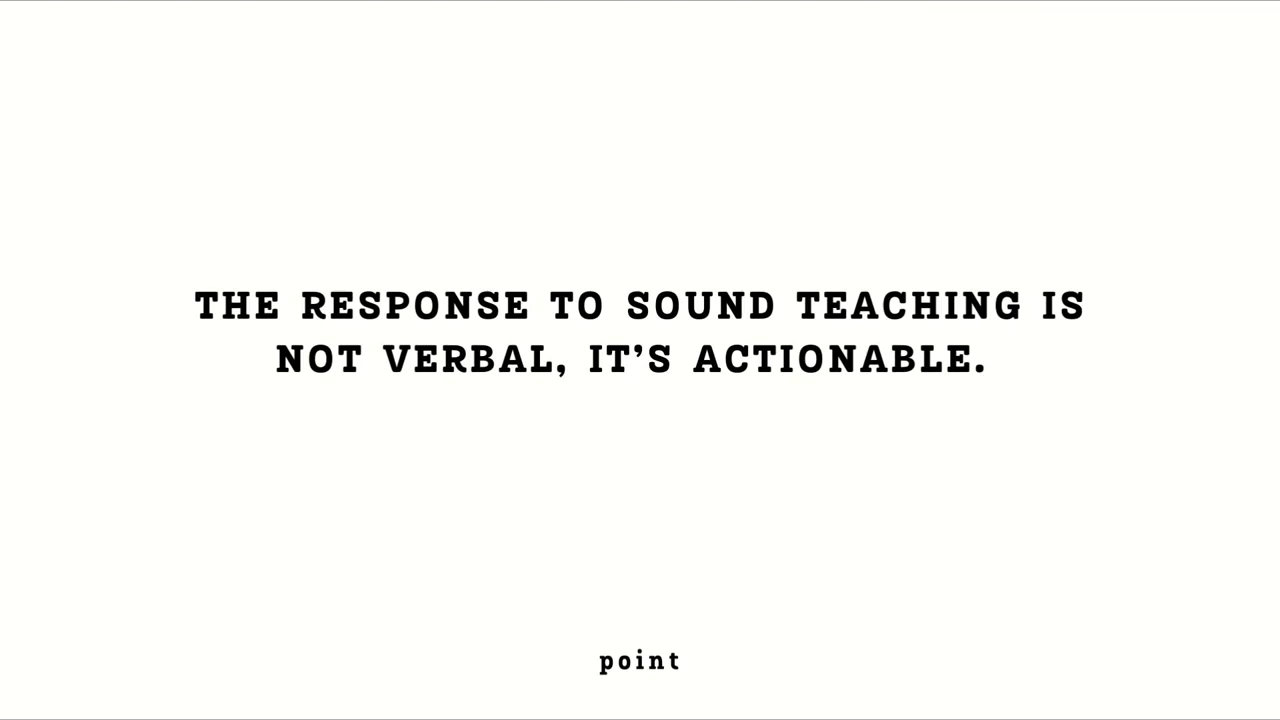 THE RESPONSE TO SOUND TEACHING IS
NOT VERBAL, IT’S ACTIONABLE.
point